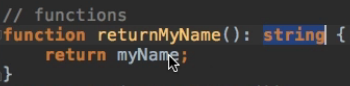 // functions
function returnMyName(): string {
    return myName;
}